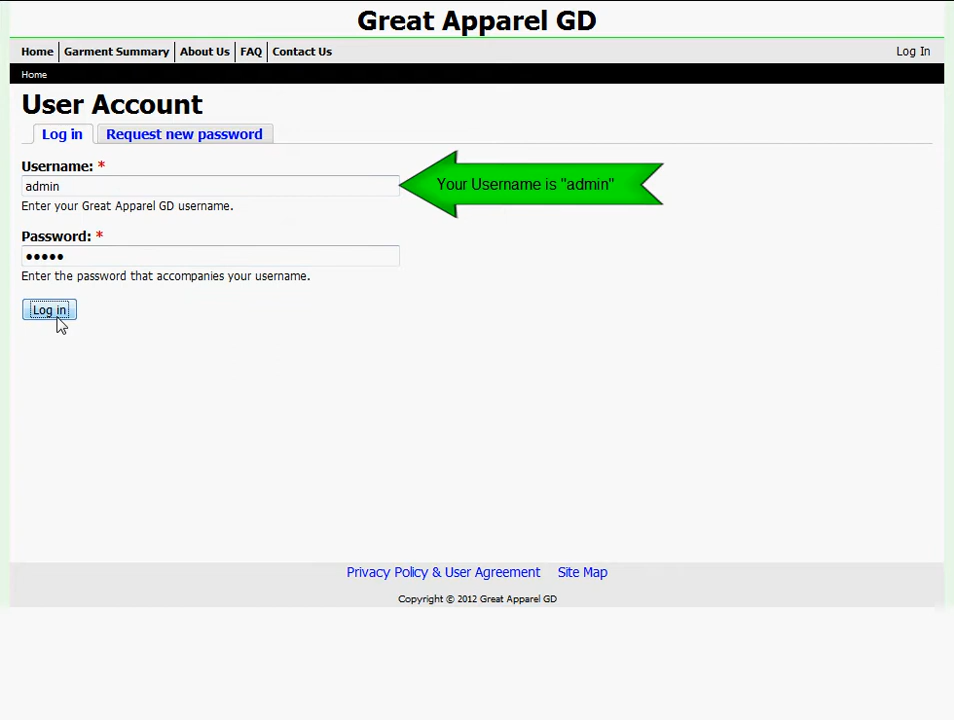 Great Apparel GD
Home Garment Summary About Us FAQ Contact Us Log In
Home
User Account
Log in Request new password
Username: *
admin
Your Username is "admin"
Enter your Great Apparel GD username.
Password: *
•••••
Enter the password that accompanies your username.
Log in
Privacy Policy & User Agreement Site Map
Copyright © 2012 Great Apparel GD